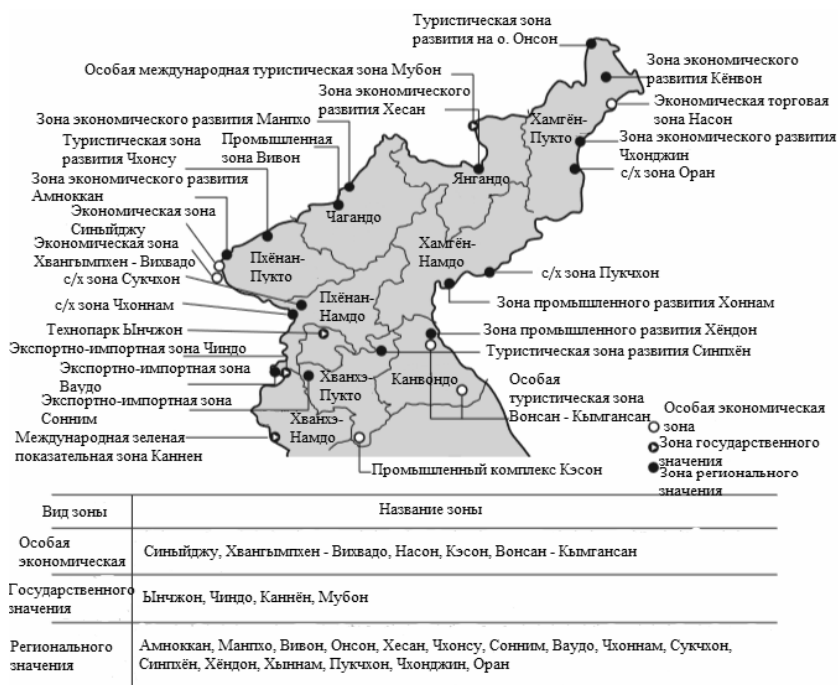 Туристическая зона
развития на о. Онсон
Особая международная туристическая зона Мубон
Зона экономического
развития Кёнвон
Зона экономического
развития Хесан
Экономическая торговая
зона Насон
Зона экономического развития Манпхо
Туристическая зона
развития Чхонсу
Промышленная
зона Вивон
Хамгён-
Пукто
Зона экономического развития
Чхонджин
с/х зона Оран
Янгандо
Зона экономического развития
Амноккан
Чагандо
Экономическая зона
Синыйджу
Экономическая зона
Хвангымпхен - Вихвадо
Пхёнан-
Пукто
Хамгён-
Намдо
с/х зона Сукчхон
с/х зона Пукчхон
с/х зона Чхоннам
Пхёнан-
Намдо
Зона промышленного развития Хоннам
Технопарк Ынчжон
Зона промышленного развития Хёндон
Экспортно-импортная зона Чиндо
Туристическая зона развития Синпхён
Экспортно-импортная зона
Ваудо
Хванхэ-
Пукто
Канвондо
Особая
туристическая зона
Вонсан - Кымгансан
Экспортно-импортная зона
Сонним
Хванхэ-
Намдо
Международная зеленая
показательная зона Каннен
Промышленный комплекс Кэсон
Особая экономическая
зона
Зона государственного
значения
Зона регионального
значения
Вид зоны
Название зоны
Особая
экономическая
Синыйджу, Хвангымпхен - Вихвадо, Насон, Кэсон, Вонсан - Кымгансан
Государственного
значения
Ынчжон, Чиндо, Каннён, Мубон
Регионального
значения
Амноккан, Манпхо, Вивон, Онсон, Хесан, Чхонсу, Сонним, Ваудо, Чхоннам, Сукчхон,
Синпхён, Хёндон, Хыннам, Пукчхон, Чхонджин, Оран